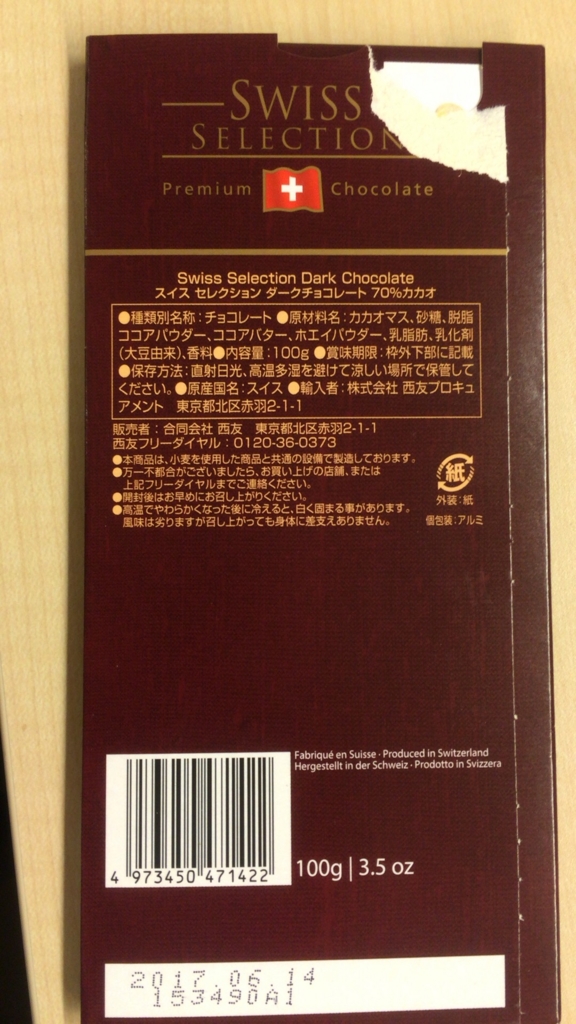 SWISS
SELECTION
Premium Chocolate
Swiss Selection Dark Chocolate
スイス セレクション ダークチョコレート 70%カカオ
●種類別名称:チョコレート ●原材料名:カカオマス、砂糖、脱脂
ココアパウダー、ココアバター、ホエイパウダー、乳脂肪、乳化剤
(大豆由来)、香料●内容量:100g ●賞味期限:枠外下部に記載
●保存方法:直射日光、高温多湿を避けて涼しい場所で保管して
ください。●原産国名:スイス ●輸入者:株式会社 西友プロキュ
アメント 東京都北区赤羽2-1-1
販売者:合同会社 西友 東京都北区赤羽2-1-1
西友フリーダイヤル:0120-36-0373
●本商品は、小麦を使用した商品と共通の設備で製造しております。
●万一不都合がございましたら、お買い上げの店舗、または
上記フリーダイヤルまでご連絡ください。
●開封後はお早めにお召し上がりください。
●高温でやわらかくなった後に冷えると、白く固まる事があります。
風味は劣りますが召し上がっても身体に差支えありません。
紙
外装:紙
個包装:アルミ
Fabriqué en Suisse · Produced in Switzerland
Hergestellt in der Schweiz · Prodotto in Svizzera
4 973450 471422
100g | 3.5 oz
2017.06.14
153490A1